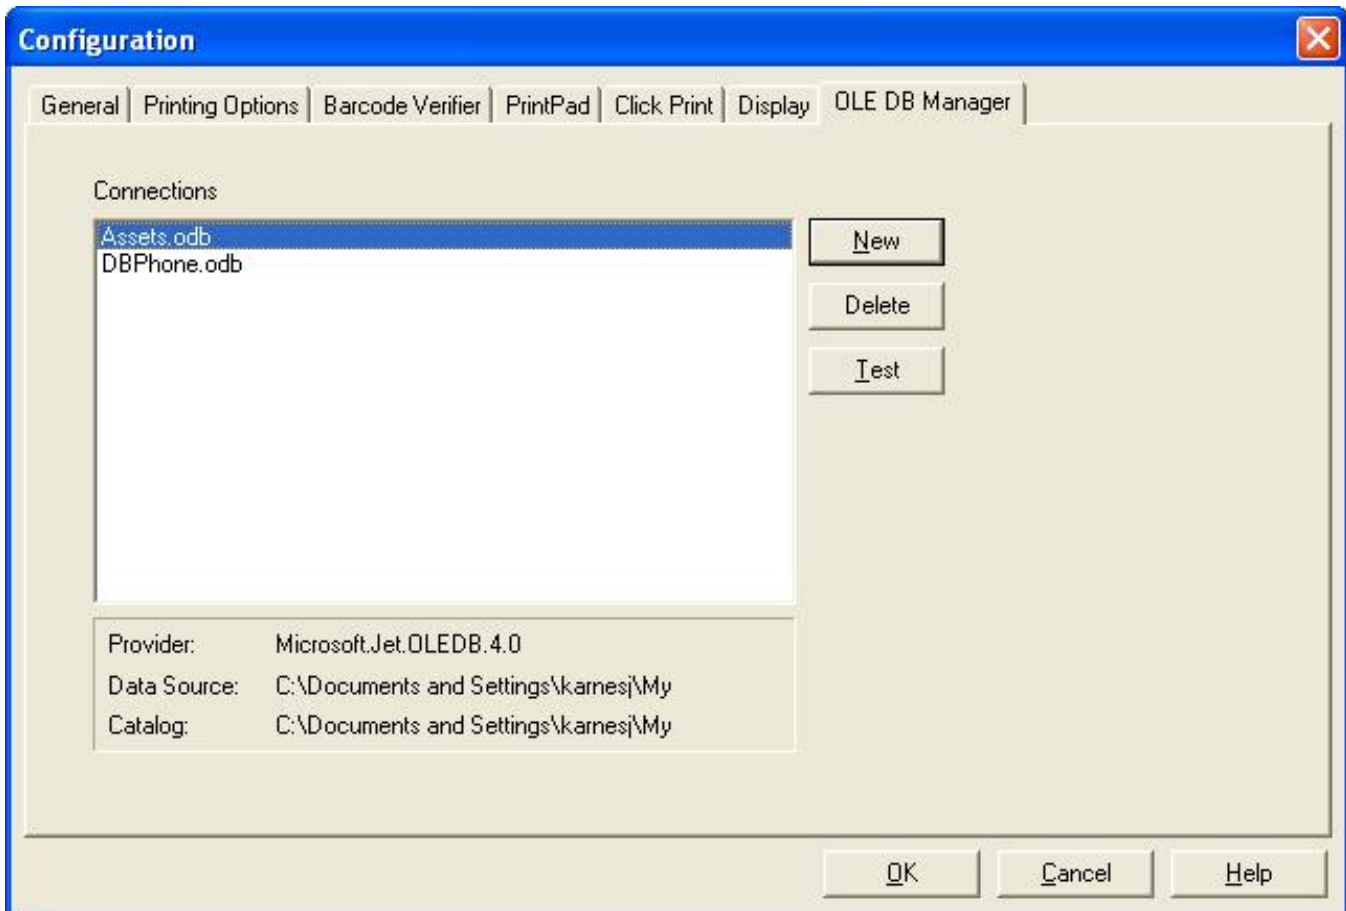 Configuration
General Printing Options Barcode Verifier PrintPad Click Print Display OLE DB Manager
Connections
Assets.odb
DBPhone.odb
New
Delete
Test
Provider: Microsoft.Jet.OLEDB.4.0
Data Source: C:\Documents and Settings\karnesj\My
Catalog: C:\Documents and Settings\karnesj\My
OK Cancel Help